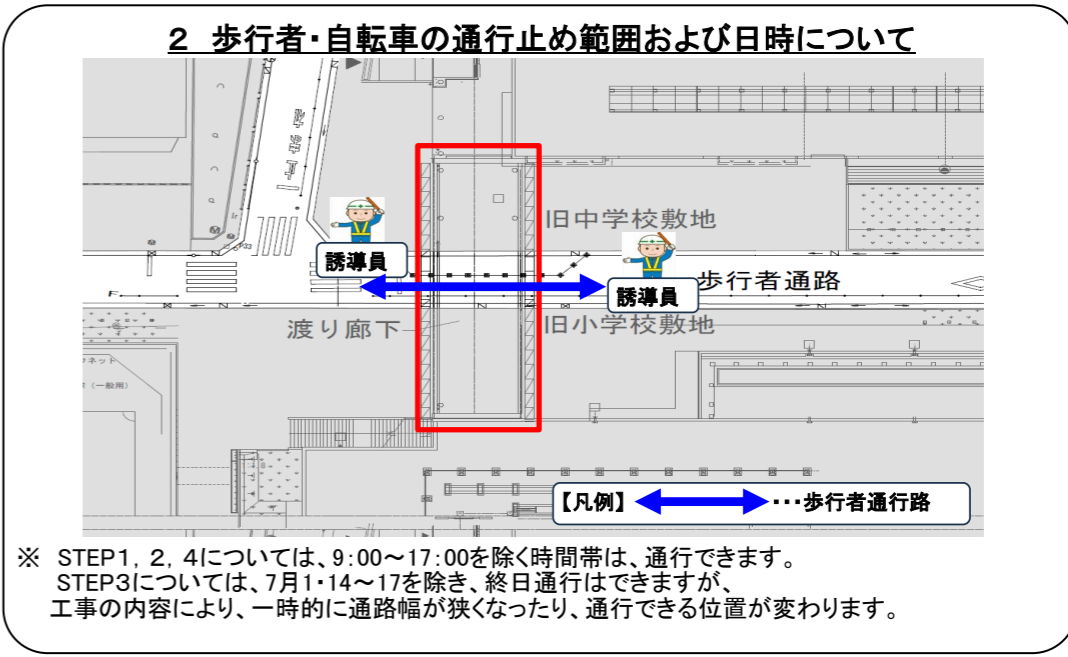 2 歩行者・自転車の通行止め範囲および日時について
旧中学校敷地
誘導員
歩行者通路
誘導員
渡り廊下
旧小学校敷地
（一般用）
【凡例】 ･･･歩行者通行路
※ STEP1, 2, 4については、9:00～17:00を除く時間帯は、通行できます。
STEP3については、7月1・14～17を除き、終日通行はできますが、
工事の内容により、一時的に通路幅が狭くなったり、通行できる位置が変わります。